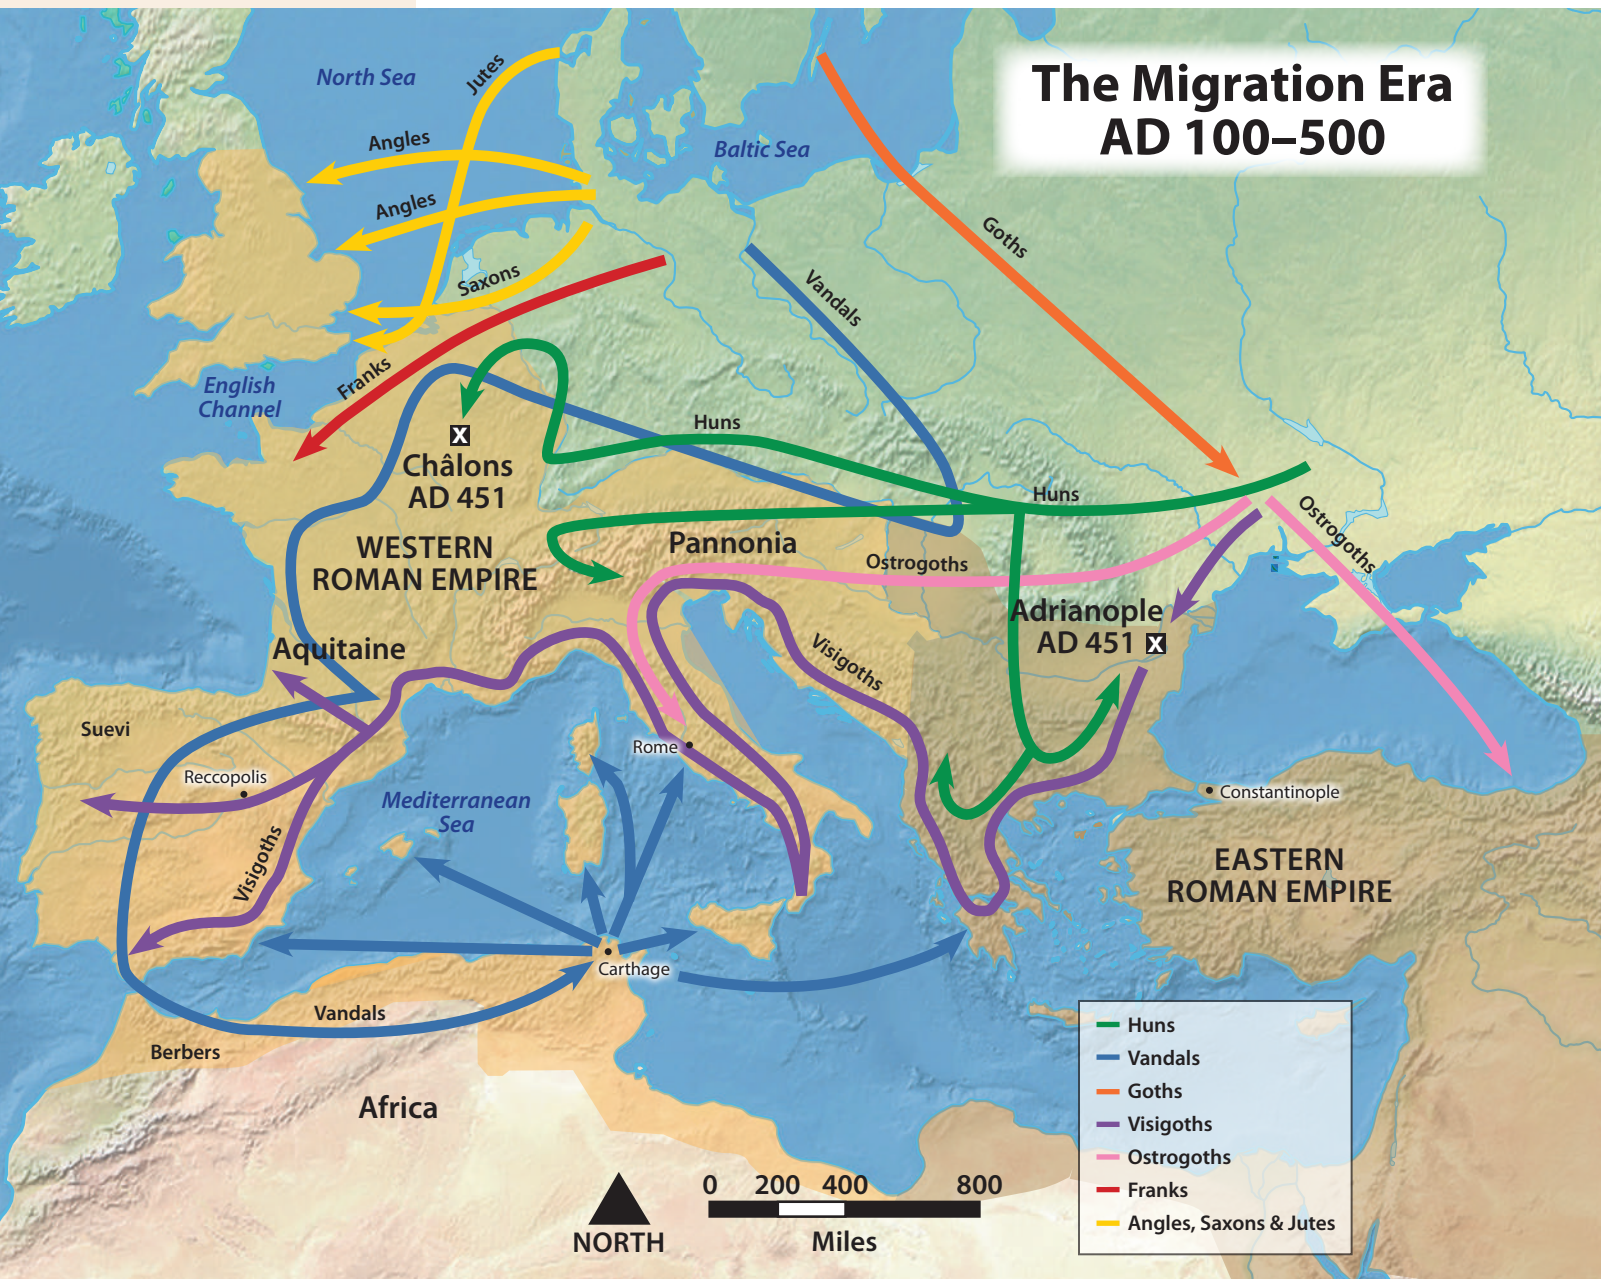 The Migration Era
AD 100–500
North Sea
Jutes
Angles
Angles
Saxons
Baltic Sea
Goths
Vandals
Franks
English
Channel
Huns
Huns
Châlons
AD 451
X
WESTERN
ROMAN EMPIRE
Pannonia
Ostrogoths
Ostrogoths
Adrianople
AD 451
X
Aquitaine
Visigoths
Suevi
Reccopolis
Rome
Mediterranean
Sea
Constantinople
Visigoths
EASTERN
ROMAN EMPIRE
Carthage
Vandals
Berbers
Africa
Huns
Vandals
Goths
Visigoths
Ostrogoths
Franks
Angles, Saxons & Jutes
NORTH
0 200 400 800
Miles